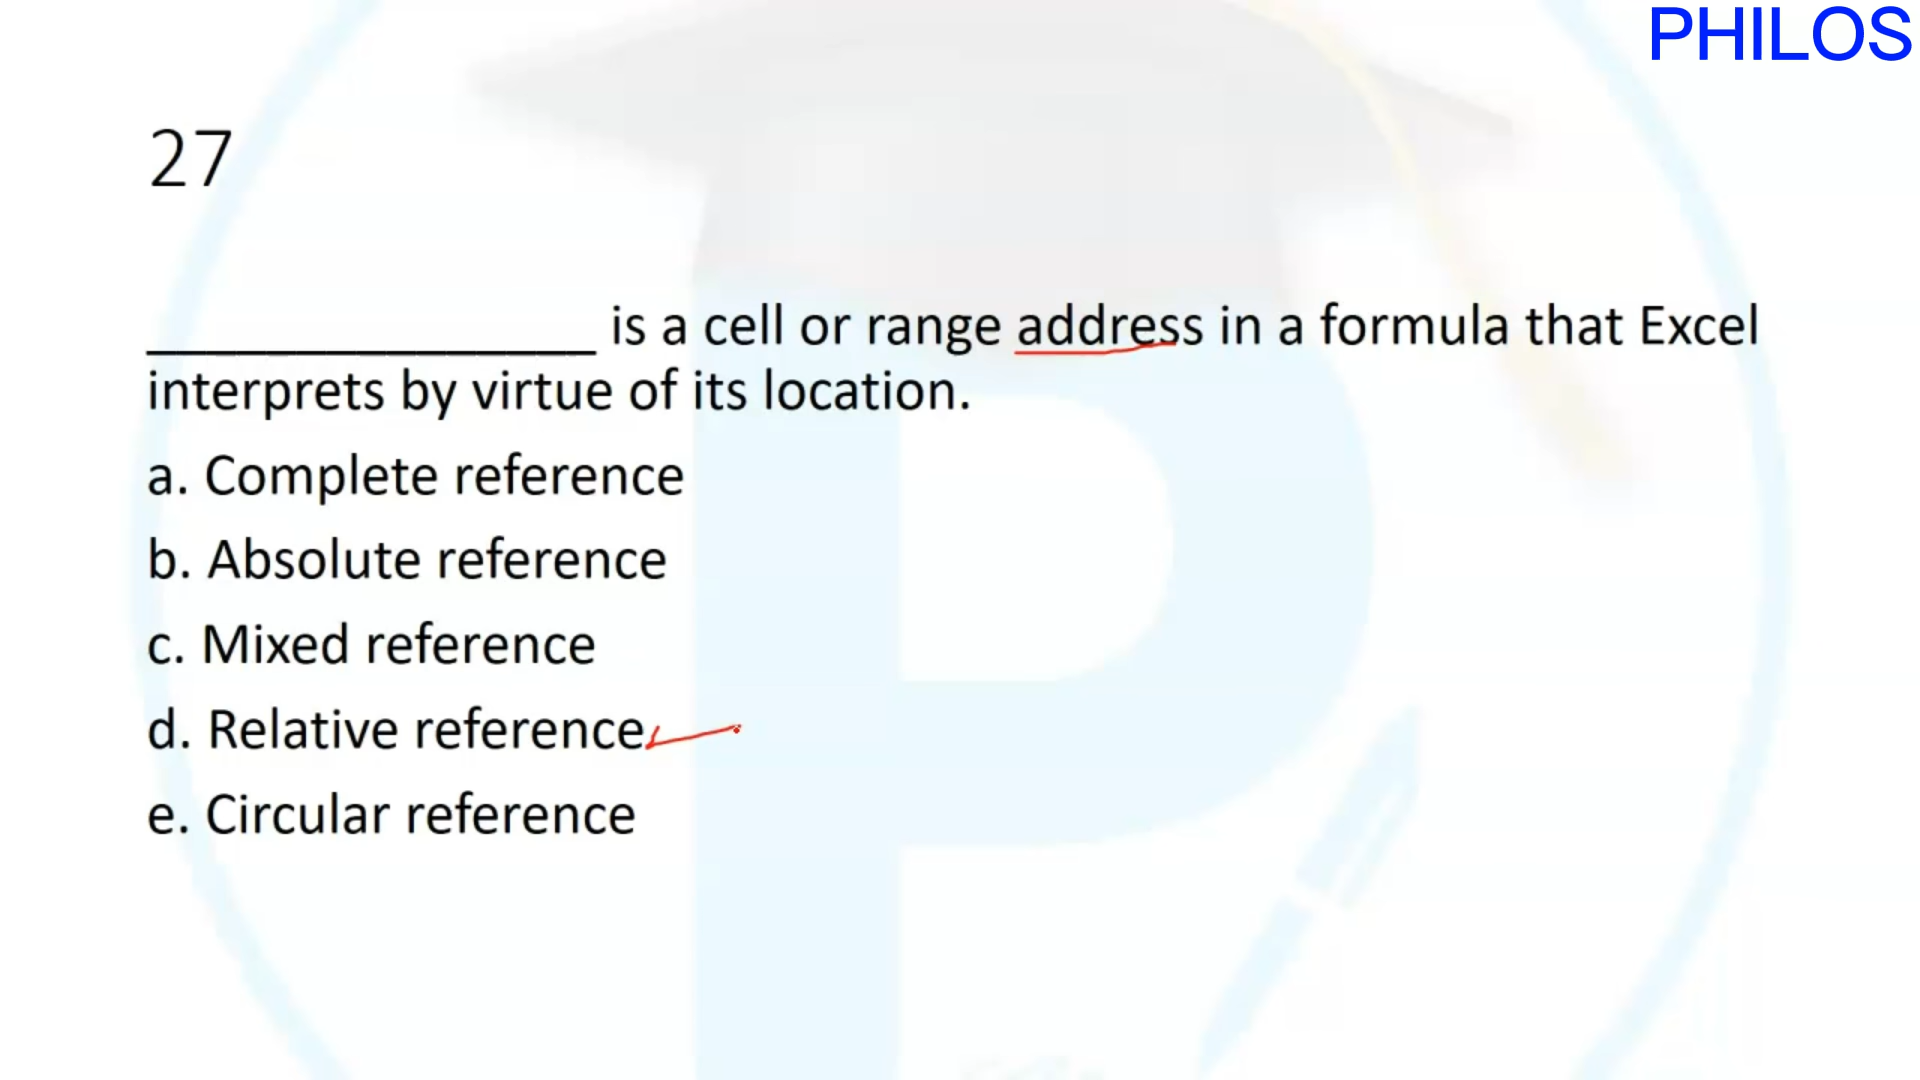 PHILOS
27
_______________ is a cell or range address in a formula that Excel
interprets by virtue of its location.
a. Complete reference
b. Absolute reference
c. Mixed reference
d. Relative reference
e. Circular reference